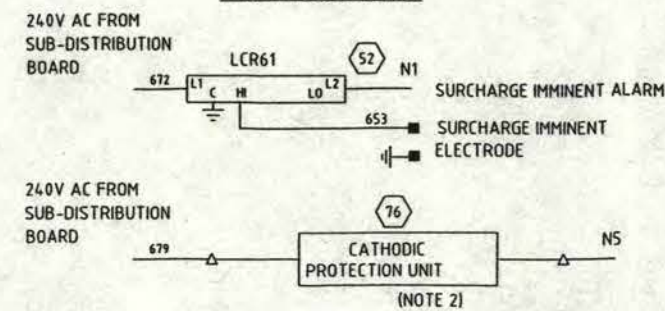 240V AC FROM
SUB-DISTRIBUTION
BOARD
LCR61
52
N1
672
L1
C
HI
LO
L2
SURCHARGE IMMINENT ALARM
653
SURCHARGE IMMINENT
ELECTRODE
240V AC FROM
SUB-DISTRIBUTION
BOARD
76
679
CATHODIC
PROTECTION UNIT
N5
(NOTE 2)